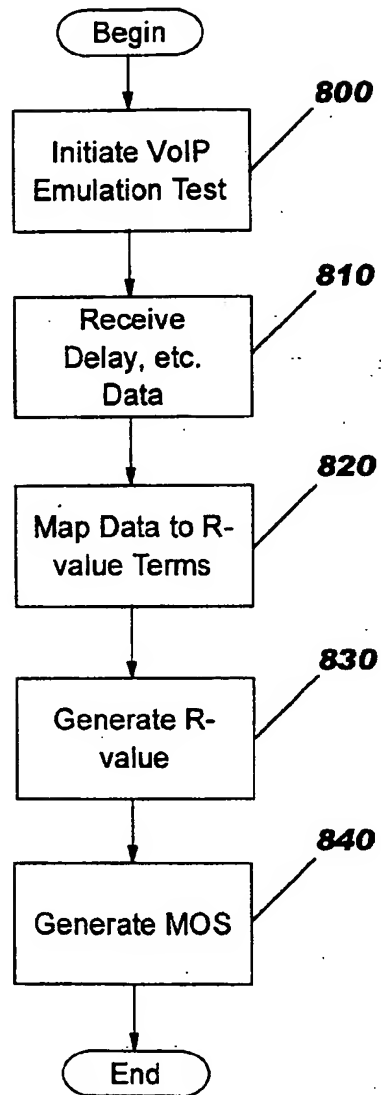 Begin
800
Initiate VoIP
Emulation Test
810
Receive
Delay, etc.
Data
820
Map Data to R-
value Terms
830
Generate R-
value
840
Generate MOS
End